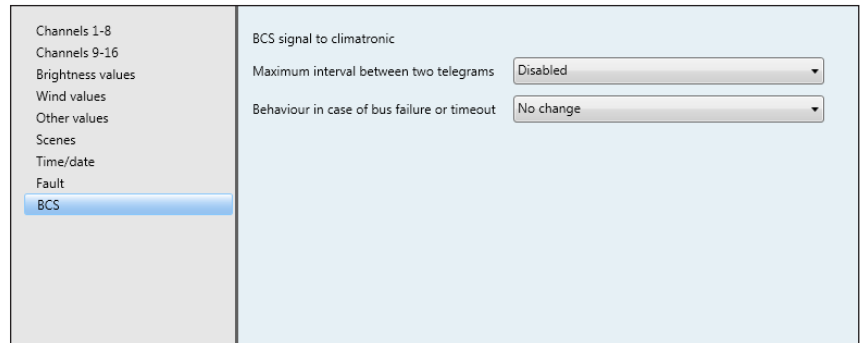 Channels 1-8
Channels 9-16
Brightness values
Wind values
Other values
Scenes
Time/date
Fault
BCS
BCS signal to climatronic
Maximum interval between two telegrams Disabled
Behaviour in case of bus failure or timeout No change